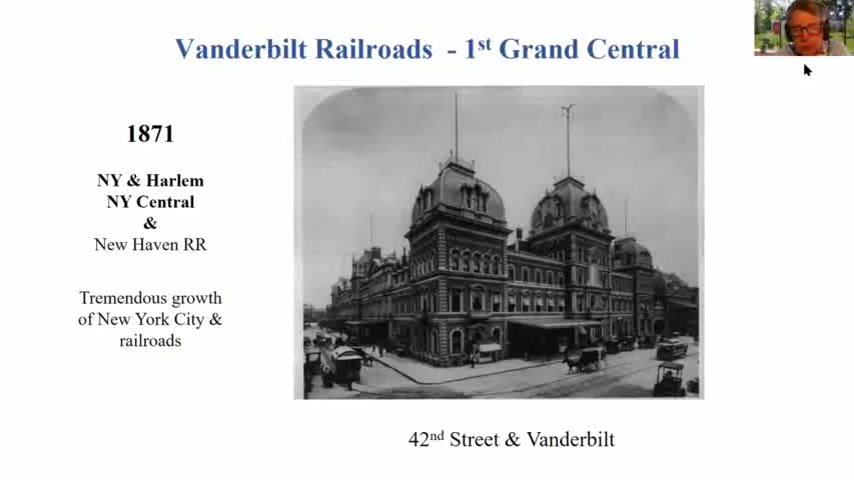 Vanderbilt Railroads - 1st Grand Central
1871
NY & Harlem
NY Central
&
New Haven RR
Tremendous growth
of New York City &
railroads
42nd Street & Vanderbilt